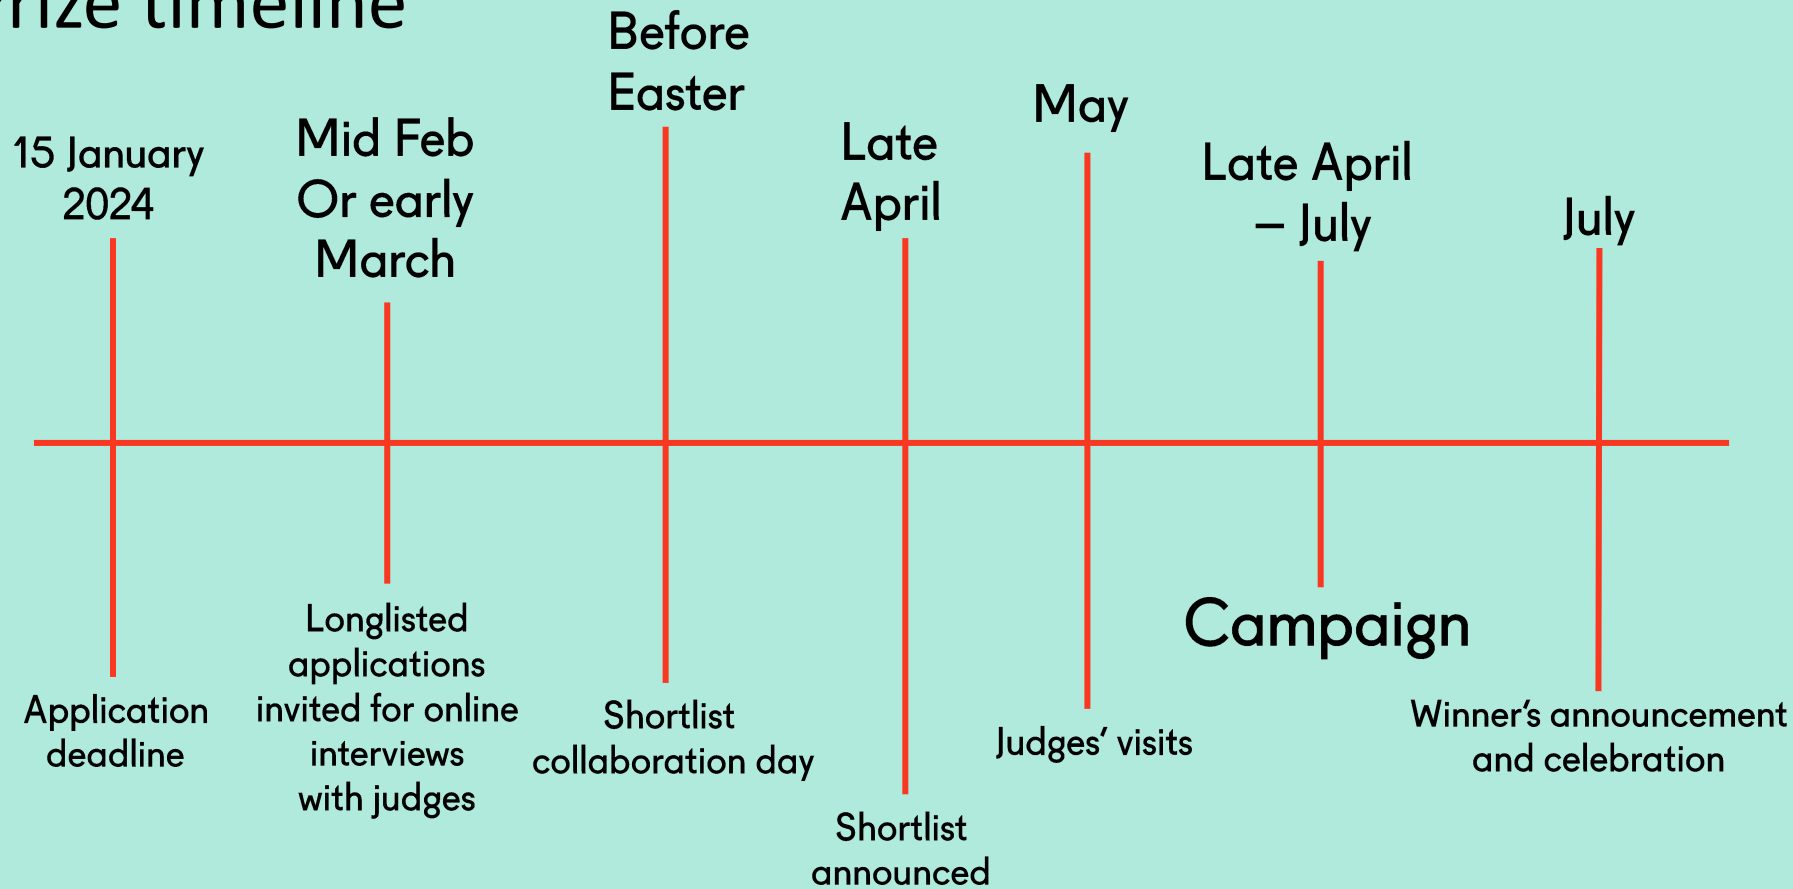 timeline
15 January
2024
Application
deadline
Mid Feb
Or early
March
Longlisted
applications
invited for online
interviews
with judges
Before
Easter
Shortlist
collaboration day
Late
April
Shortlist
announced
May
Judges’ visits
Late April
– July
Campaign
July
Winner’s announcement
and celebration